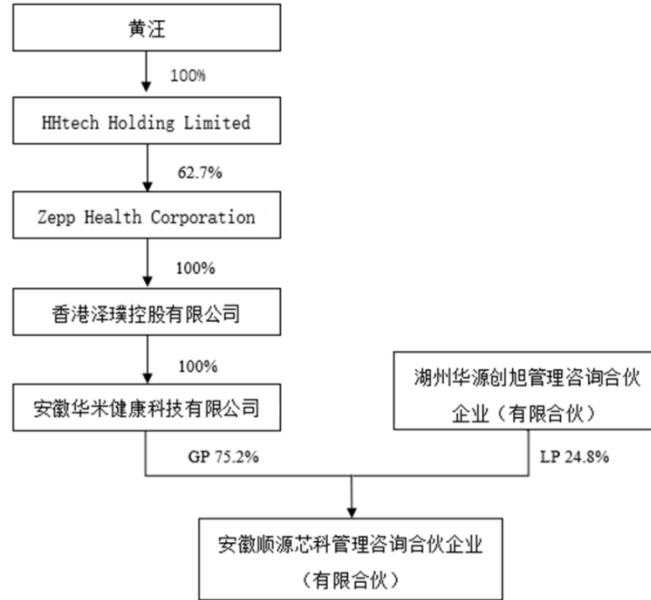 黄汪
100%
HHtech Holding Limited
62.7%
Zepp Health Corporation
100%
香港泽璞控股有限公司
100%
安徽华米健康科技有限公司
湖州华源创旭管理咨询合伙
企业（有限合伙）
GP 75.2%
LP 24.8%
安徽顺源芯科管理咨询合伙企业
（有限合伙）